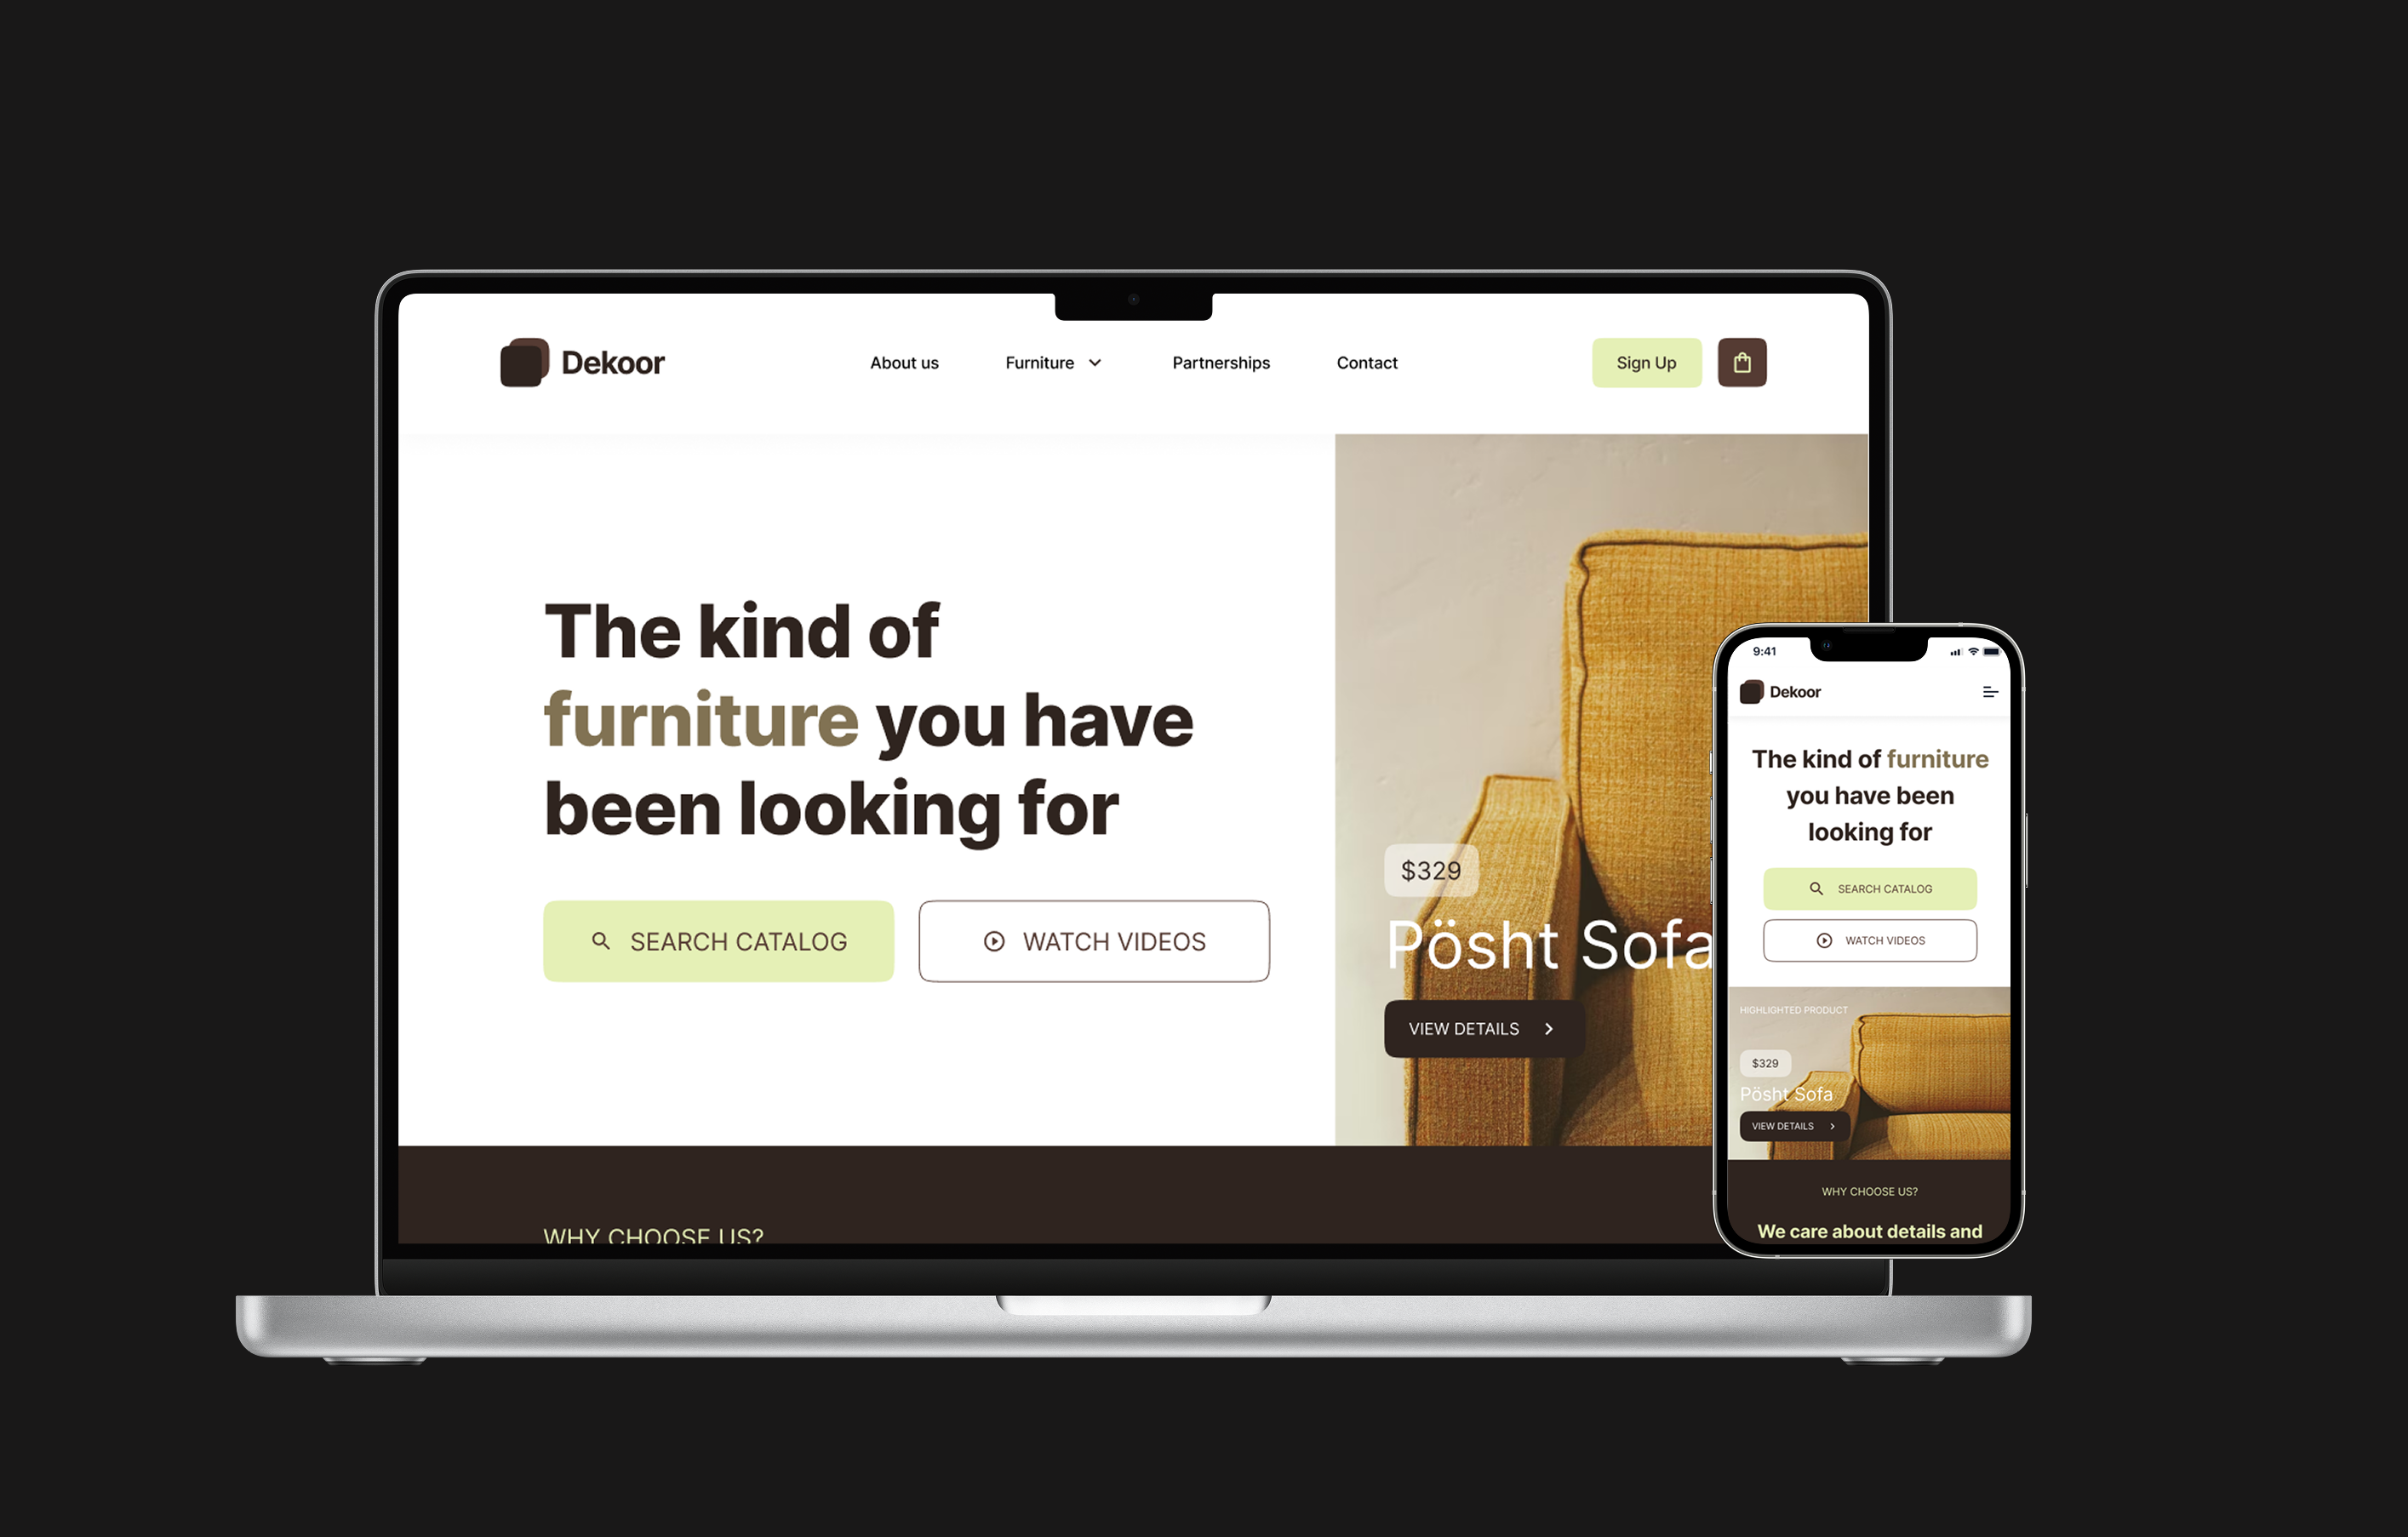 Dekoor
About us
Furniture
Partnerships
Contact
Sign Up
The kind of
furniture you have
been looking for
SEARCH CATALOG
WATCH VIDEOS
$329
Pösht Sofa
VIEW DETAILS
WHY CHOOSE US?
9:41
Dekoor
The kind of furniture
you have been
looking for
SEARCH CATALOG
WATCH VIDEOS
HIGHLIGHTED PRODUCT
$329
Pösht Sofa
VIEW DETAILS
WHY CHOOSE US?
We care about details and